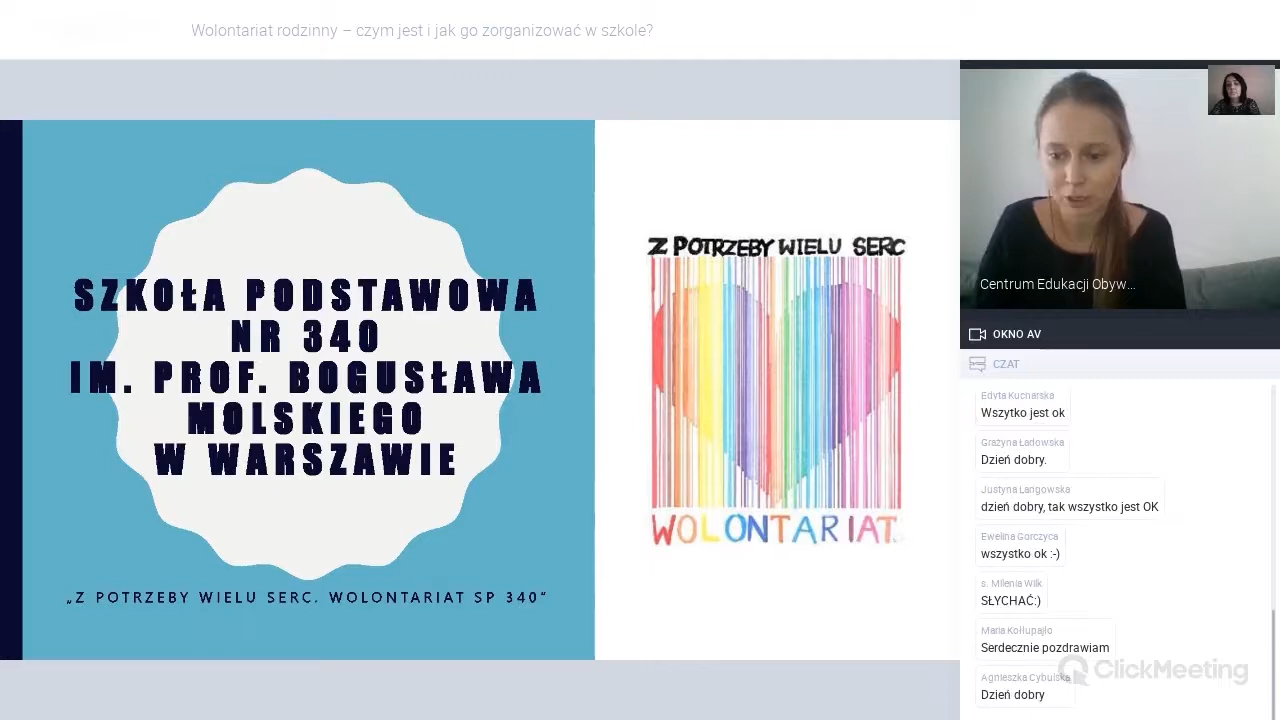 Wolontariat rodzinny – czym jest i jak go zorganizować w szkole?
SZKOŁA PODSTAWOWA
NR 340
IM. PROF. BOGUSŁAWA
MOLSKIEGO
W WARSZAWIE
„Z POTRZEBY WIELU SERC. WOLONTARIAT SP 340"
Z POTRZEBY WIELU SERC
WOLONTARIAT
Centrum Edukacji Obyw...
OKNO AV
CZAT
Edyta Kucharska
Wszytko jest ok
Grażyna Ładowska
Dzień dobry.
Justyna Langowska
dzień dobry, tak wszystko jest OK
Ewelina Gorczyca
wszystko ok :-)
s. Milenia Wilk
SŁYCHAĆ:)
Maria Kołłupajło
Serdecznie pozdrawiam
Agnieszka Cybulska
Dzień dobry
ClickMeeting